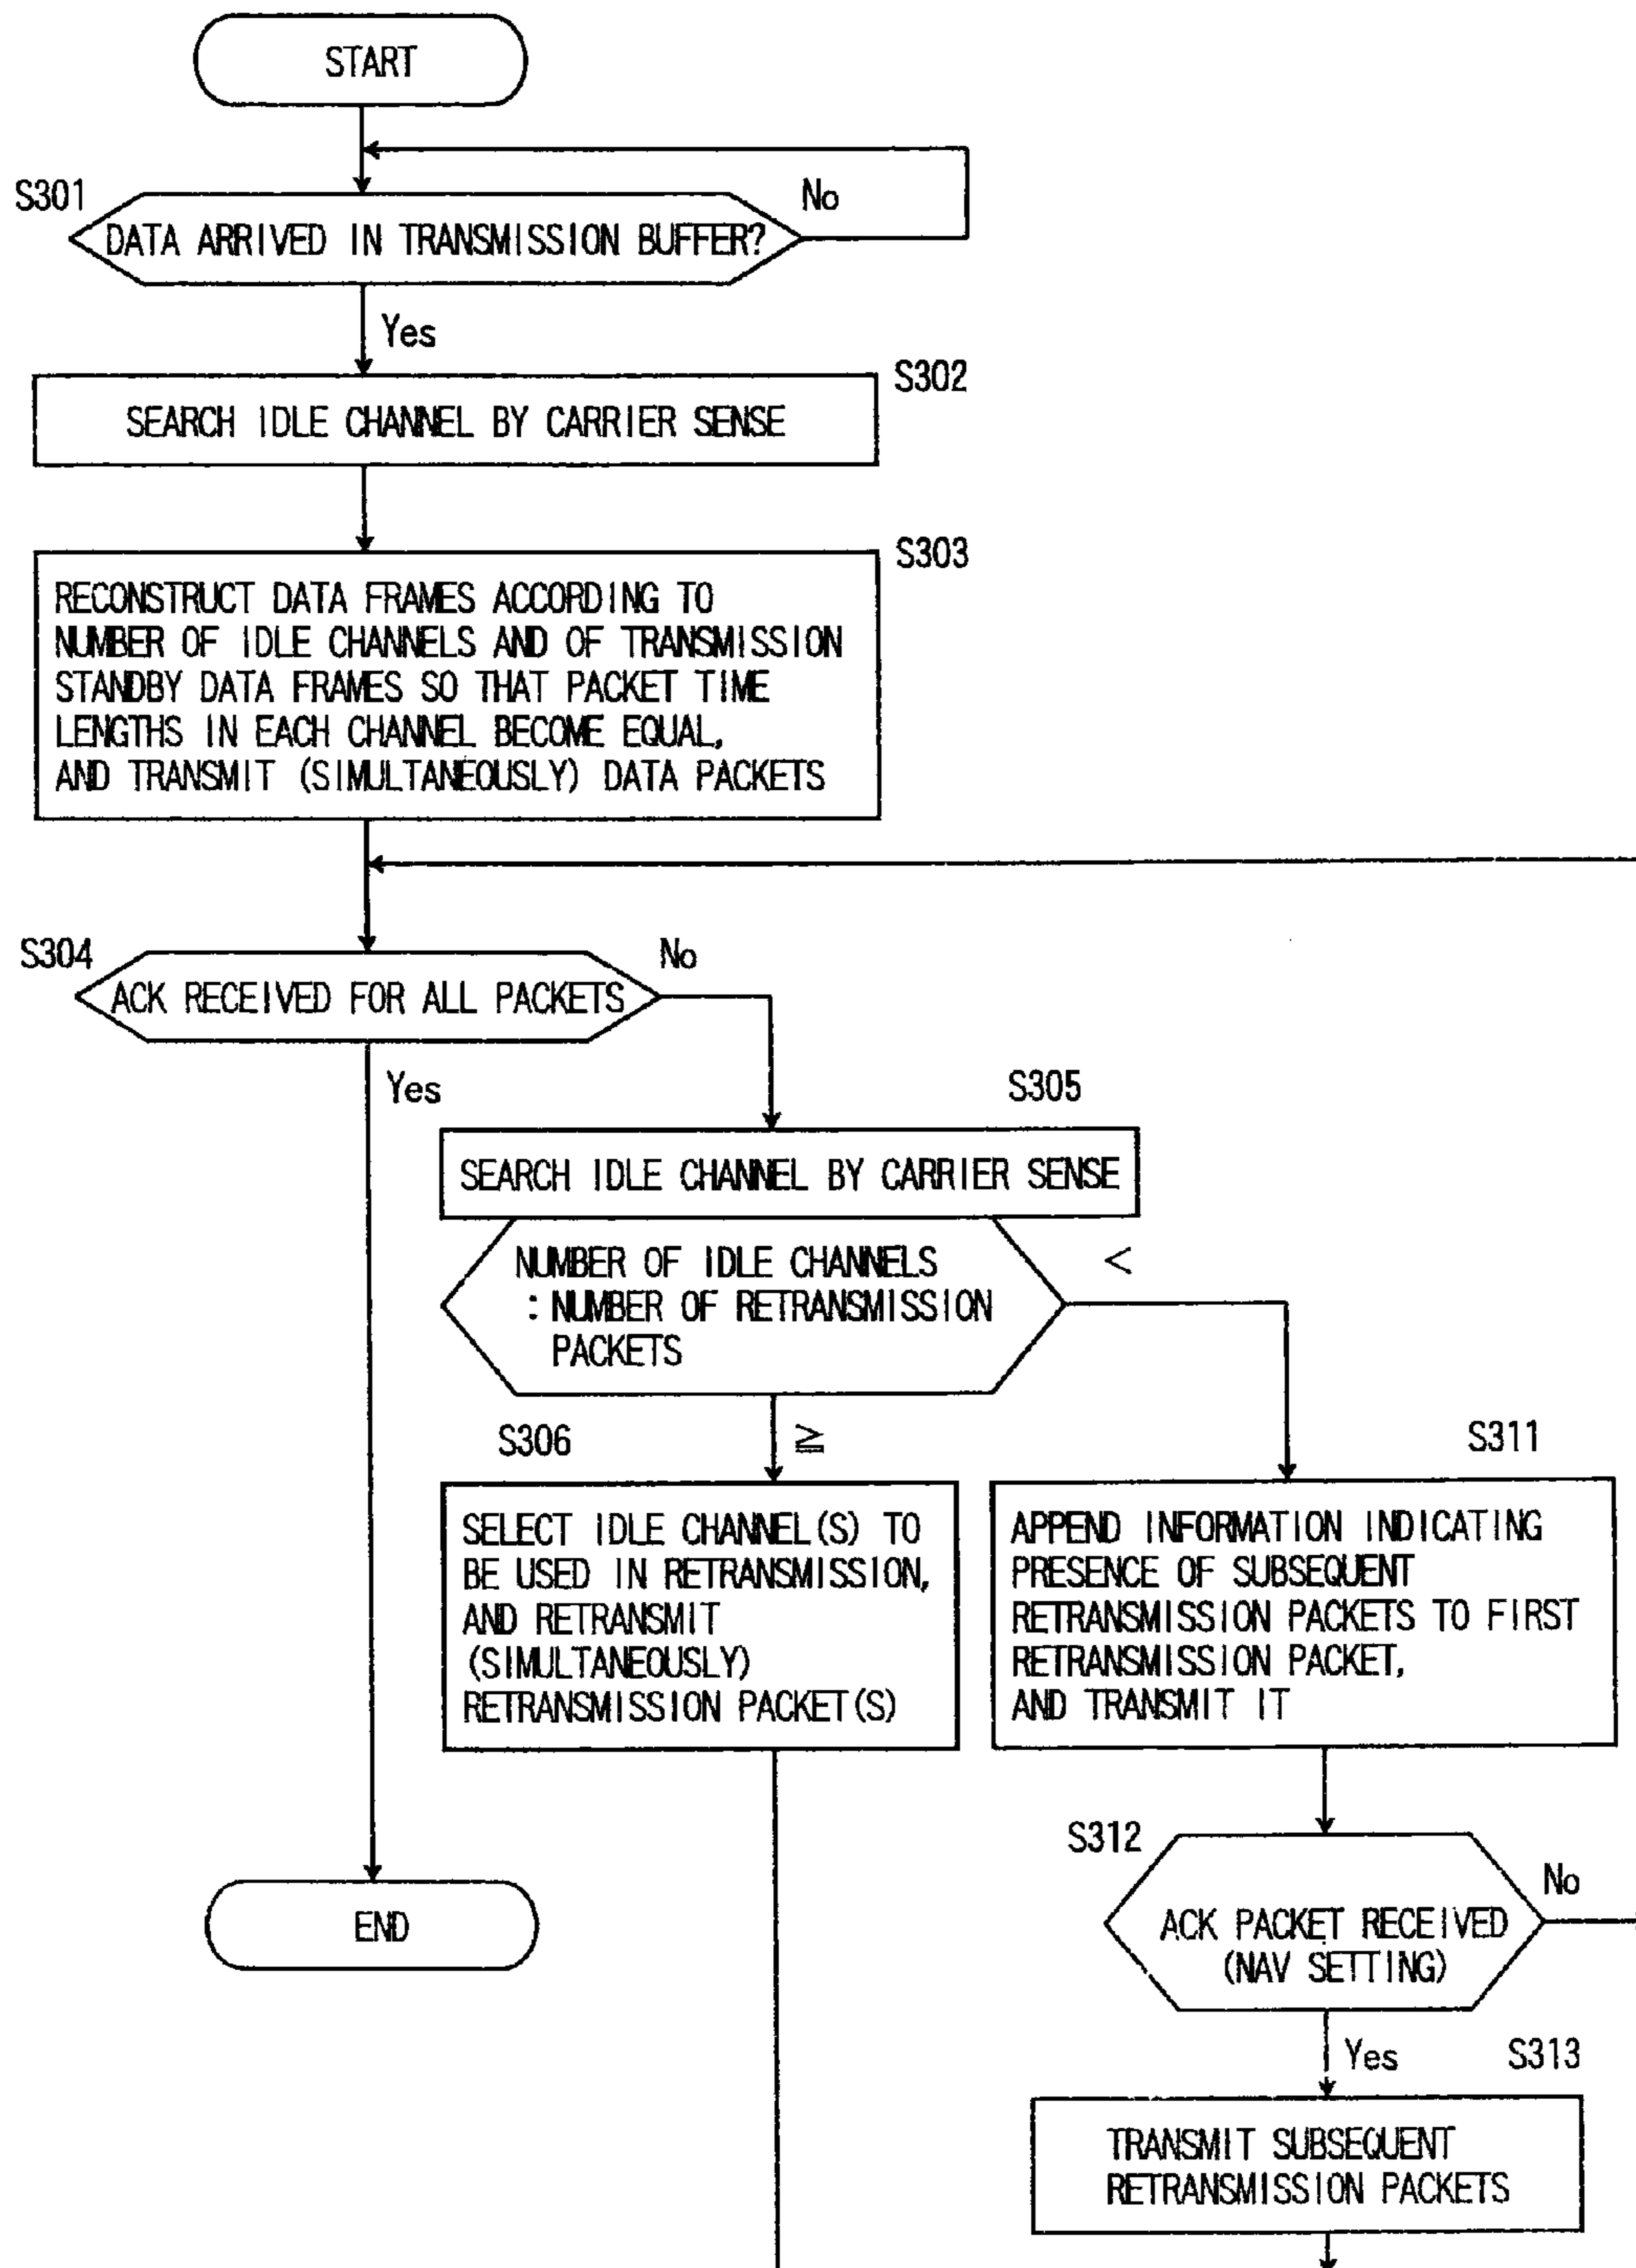 START
S301
No
DATA ARRIVED IN TRANSMISSION BUFFER?
Yes
S302
SEARCH IDLE CHANNEL BY CARRIER SENSE
S303
RECONSTRUCT DATA FRAMES ACCORDING TO
NUMBER OF IDLE CHANNELS AND OF TRANSMISSION
STANDBY DATA FRAMES SO THAT PACKET TIME
LENGTHS IN EACH CHANNEL BECOME EQUAL,
AND TRANSMIT (SIMULTANEOUSLY) DATA PACKETS
S304
No
ACK RECEIVED FOR ALL PACKETS
Yes
S305
SEARCH IDLE CHANNEL BY CARRIER SENSE
NUMBER OF IDLE CHANNELS
: NUMBER OF RETRANSMISSION
PACKETS
<
S306
≧
SELECT IDLE CHANNEL(S) TO
BE USED IN RETRANSMISSION,
AND RETRANSMIT
(SIMULTANEOUSLY)
RETRANSMISSION PACKET(S)
S311
APPEND INFORMATION INDICATING
PRESENCE OF SUBSEQUENT
RETRANSMISSION PACKETS TO FIRST
RETRANSMISSION PACKET,
AND TRANSMIT IT
S312
No
ACK PACKET RECEIVED
(NAV SETTING)
END
Yes
S313
TRANSMIT SUBSEQUENT
RETRANSMISSION PACKETS